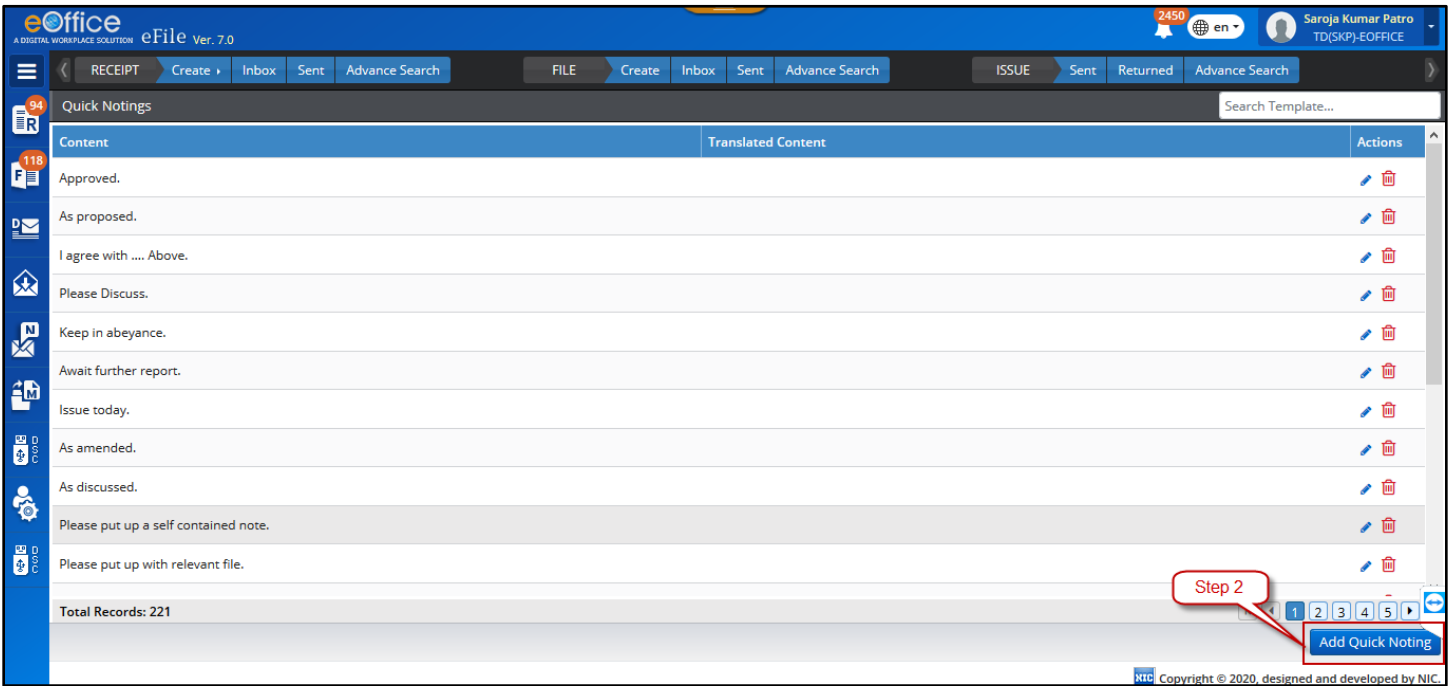 eOffice
A DIGITAL WORKPLACE SOLUTION eFile Ver. 7.0
2450
en
Saroja Kumar Patro
TD(SKP)-EOFFICE
RECEIPT Create Inbox Sent Advance Search FILE Create Inbox Sent Advance Search ISSUE Sent Returned Advance Search
94
R
Quick Notings Search Template...
Content Translated Content Actions
118
F
Approved.
As proposed.
D
I agree with .... Above.
Please Discuss.
N
Keep in abeyance.
Await further report.
M
Issue today.
As amended.
DSC
As discussed.
Please put up a self contained note.
Please put up with relevant file.
DSC
Step 2
Total Records: 221 1 2 3 4 5
Add Quick Noting
NIC Copyright © 2020, designed and developed by NIC.